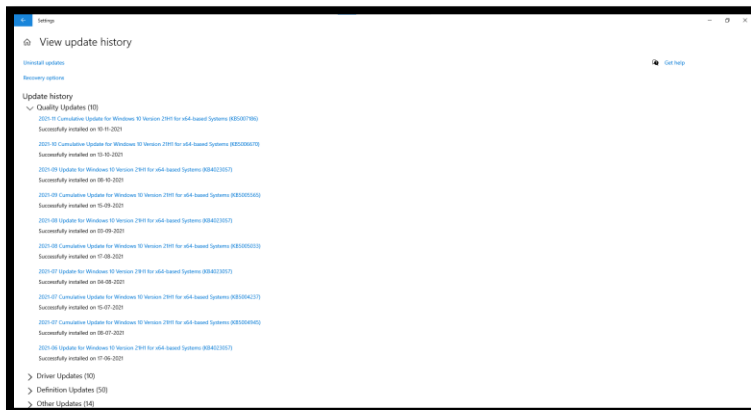 Settings
View update history
Uninstall updates
Get help
Recovery options
Update history
Quality Updates (10)
2021-11 Cumulative Update for Windows 10 Version 21H1 for x64-based Systems (KB5007186)
Successfully installed on 10-11-2021
2021-10 Cumulative Update for Windows 10 Version 21H1 for x64-based Systems (KB5006670)
Successfully installed on 13-10-2021
2021-09 Update for Windows 10 Version 21H1 for x64-based Systems (KB4023057)
Successfully installed on 08-10-2021
2021-09 Cumulative Update for Windows 10 Version 21H1 for x64-based Systems (KB5005565)
Successfully installed on 15-09-2021
2021-08 Update for Windows 10 Version 21H1 for x64-based Systems (KB4023057)
Successfully installed on 03-09-2021
2021-08 Cumulative Update for Windows 10 Version 21H1 for x64-based Systems (KB5005033)
Successfully installed on 17-08-2021
2021-07 Update for Windows 10 Version 21H1 for x64-based Systems (KB4023057)
Successfully installed on 04-08-2021
2021-07 Cumulative Update for Windows 10 Version 21H1 for x64-based Systems (KB5004237)
Successfully installed on 15-07-2021
2021-07 Cumulative Update for Windows 10 Version 21H1 for x64-based Systems (KB5004945)
Successfully installed on 08-07-2021
2021-06 Update for Windows 10 Version 21H1 for x64-based Systems (KB4023057)
Successfully installed on 17-06-2021
Driver Updates (10)
Definition Updates (50)
Other Updates (14)